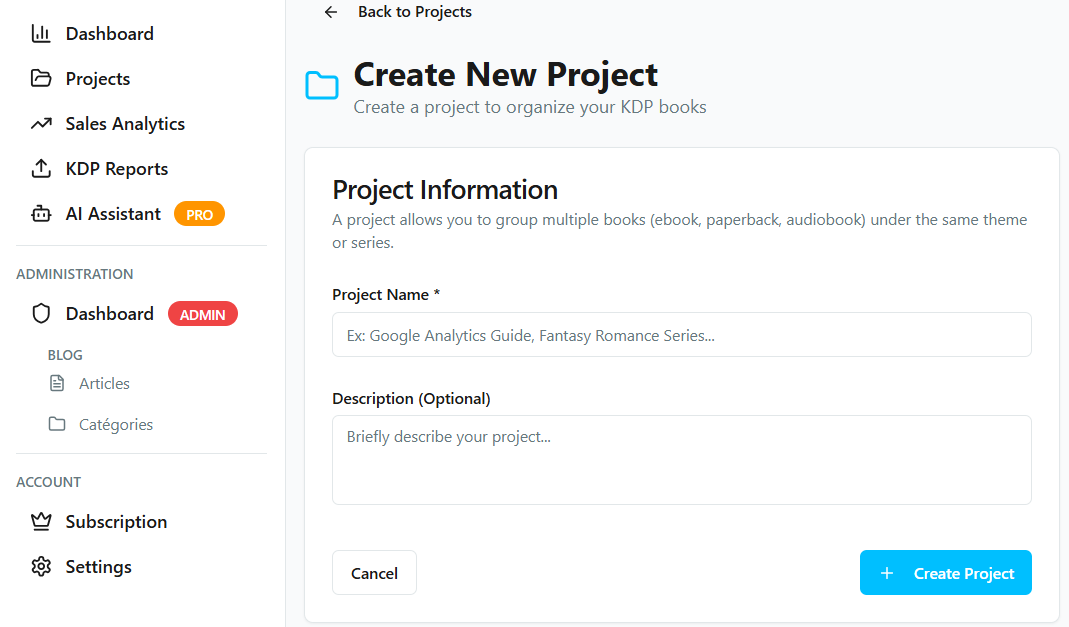 Dashboard
Projects
Sales Analytics
KDP Reports
AI Assistant PRO
ADMINISTRATION
Dashboard ADMIN
BLOG
Articles
Catégories
ACCOUNT
Subscription
Settings
Back to Projects
Create New Project
Create a project to organize your KDP books
Project Information
A project allows you to group multiple books (ebook, paperback, audiobook) under the same theme
or series.
Project Name *
Ex: Google Analytics Guide, Fantasy Romance Series...
Description (Optional)
Briefly describe your project...
Cancel
+ Create Project